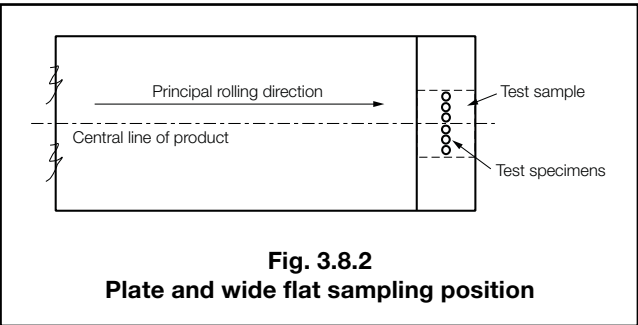 Principal rolling direction
Test sample
Central line of product
Test specimens
Fig. 3.8.2
Plate and wide flat sampling position